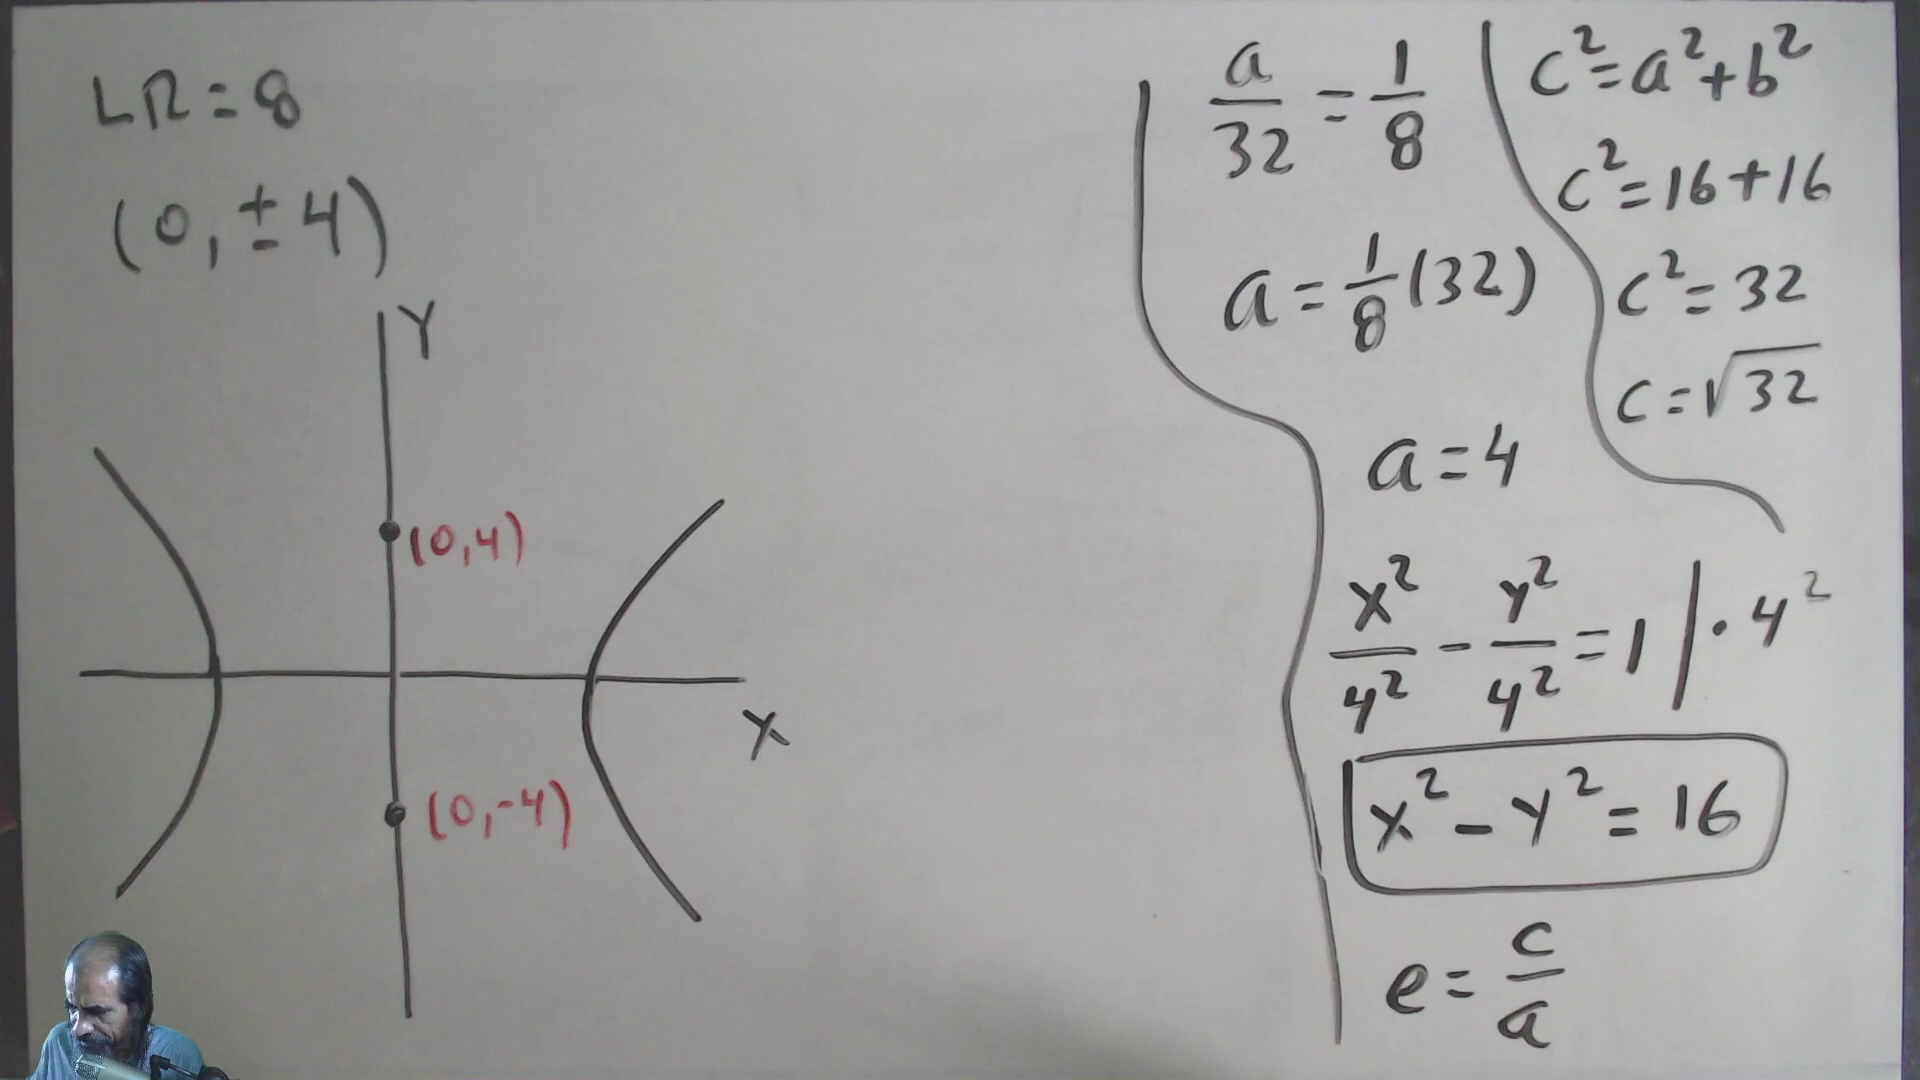 LR=8
(0,±4)
Y
(0,4)
X
(0,-4)
a/32=1/8
a=1/8(32)
a=4
x²/4²-y²/4²=1|·4²
x²-y²=16
e=c/a
c²=a²+b²
c²=16+16
c²=32
c=√32